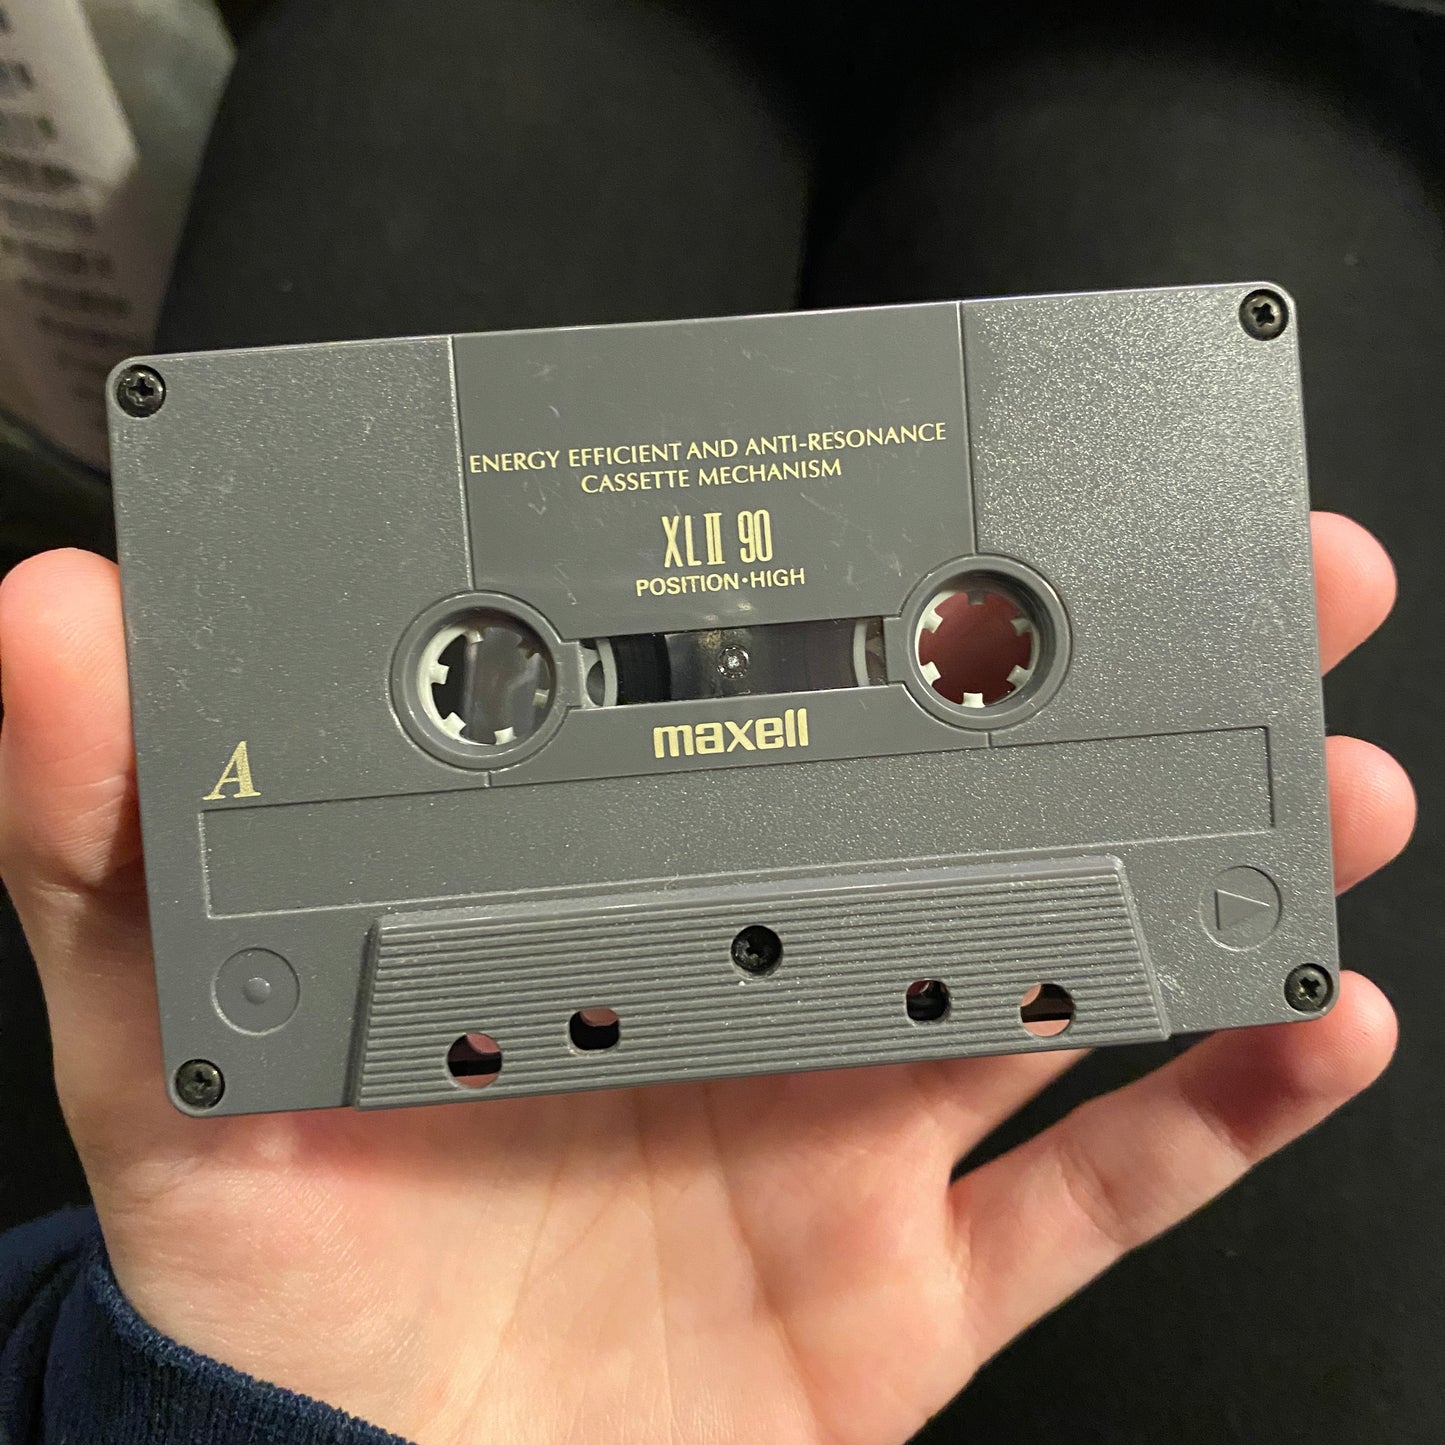 ENERGY EFFICIENT AND ANTI-RESONANCE
CASSETTE MECHANISM
XLⅡ 90
POSITION·HIGH
maxell
A